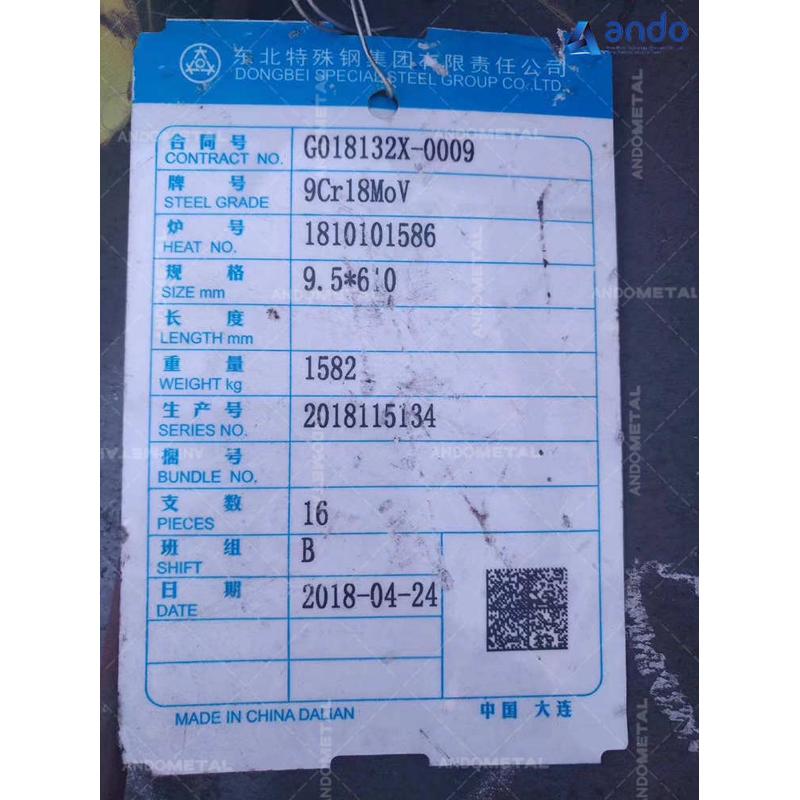 ando
东北特殊钢集团有限责任公司
DONGBEI SPECIAL STEEL GROUP CO.,LTD.
合同号 G018132X-0009
CONTRACT NO.
牌号 9Cr18MoV
STEEL GRADE
炉号 1810101586
HEAT NO.
规格
SIZE mm
长度
LENGTH mm
重量 1582
WEIGHT kg
生产号 2018115134
SERIES NO.
捆号
BUNDLE NO.
支数 16
PIECES
班组 B
SHIFT
日期 2018-04-24
DATE
MADE IN CHINA DALIAN 中国 大连
ANDOMETAL